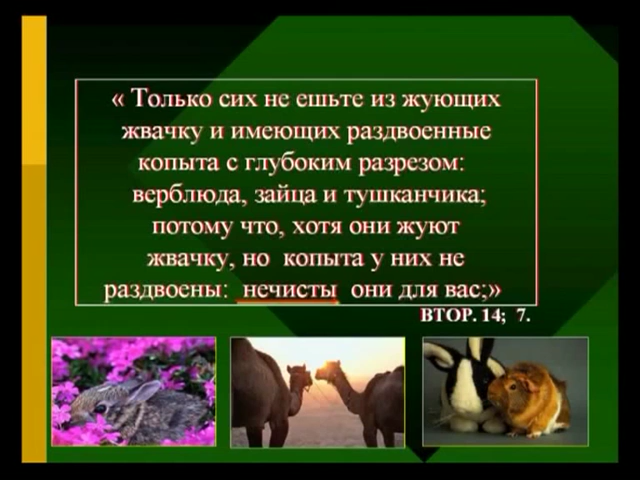 « Только сих не ешьте из жующих
жвачку и имеющих раздвоенные
копыта с глубоким разрезом:
верблюда, зайца и тушканчика;
потому что, хотя они жуют
жвачку, но копыта у них не
раздвоены: нечисты они для вас;»
ВТОР. 14; 7.